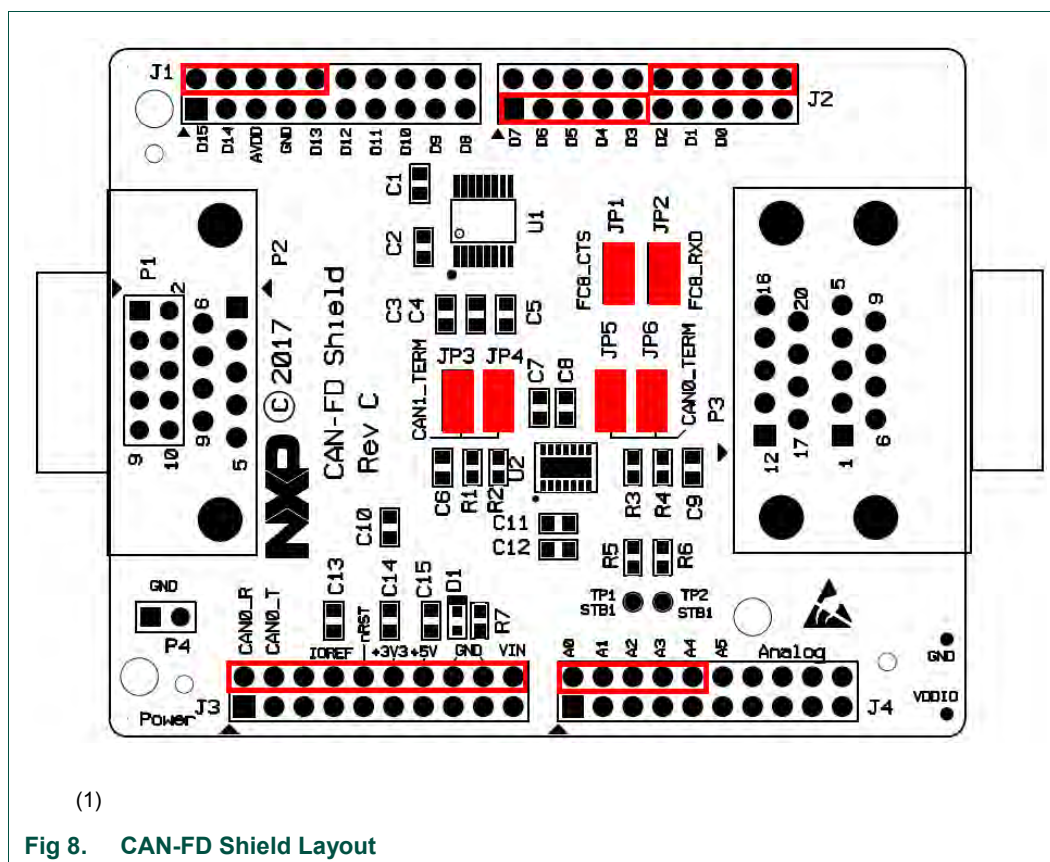 J1
J2
D15 D14 AVDD GND D13 D12 D11 D10 D9 D8
D7 D6 D5 D4 D3 D2 D1 D0
C1
U1
C2
JP1 JP2
FC8_CTS FC8_RXD
P1
2
P2
6
9
5
9
10
NXP © 2017
CAN-FD Shield
Rev C
C3 C4 C5
CAN1_TERM
JP3 JP4
C7 C8
JP5 JP6
CAN0_TERM
P3
16
20
5
9
12
17
1
6
C6 R1 R2 U2
R3 R4 C9
C10
C11
C12
R5 R6
GND
P4
CAN0_R
CAN0_T
C13 C14 C15 D1 R7
TP1 STB1
TP2 STB1
IOREF nRST +3V3 +5V GND VIN
A0 A1 A2 A3 A4 A5 Analog
GND
VDDIO
Power
J3
J4
(1)
Fig 8. CAN-FD Shield Layout